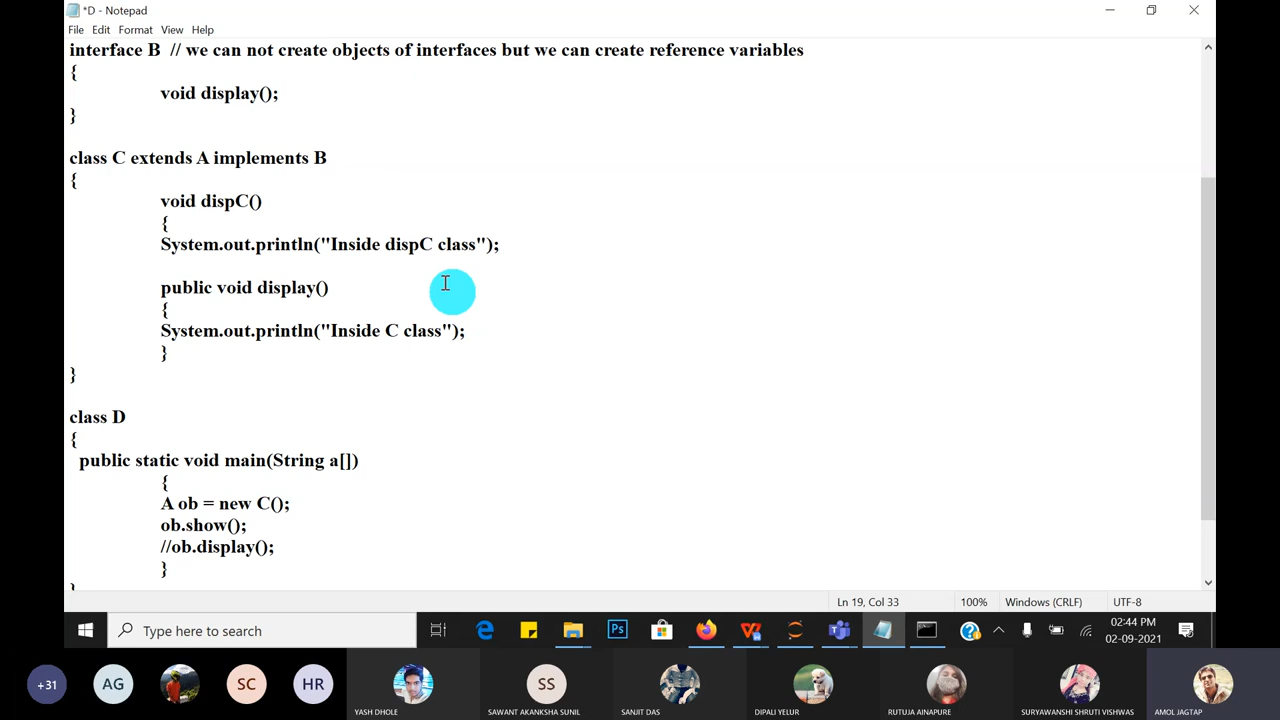 *D - Notepad
File Edit Format View Help
interface B // we can not create objects of interfaces but we can create reference variables
{
void display();
}
class C extends A implements B
{
void dispC()
{
System.out.println("Inside dispC class");
public void display()
{
System.out.println("Inside C class");
}
}
class D
{
public static void main(String a[])
{
A ob = new C();
ob.show();
//ob.display();
}
}
Ln 19, Col 33 100% Windows (CRLF) UTF-8
Type here to search
Ps
02:44 PM
02-09-2021
+31 AG SC HR SS
YASH DHOLE SAWANT AKANKSHA SUNIL SANJIT DAS DIPALI YELUR RUTUJA AINAPURE SURYAWANSHI SHRUTI VISHWAS AMOL JAGTAP